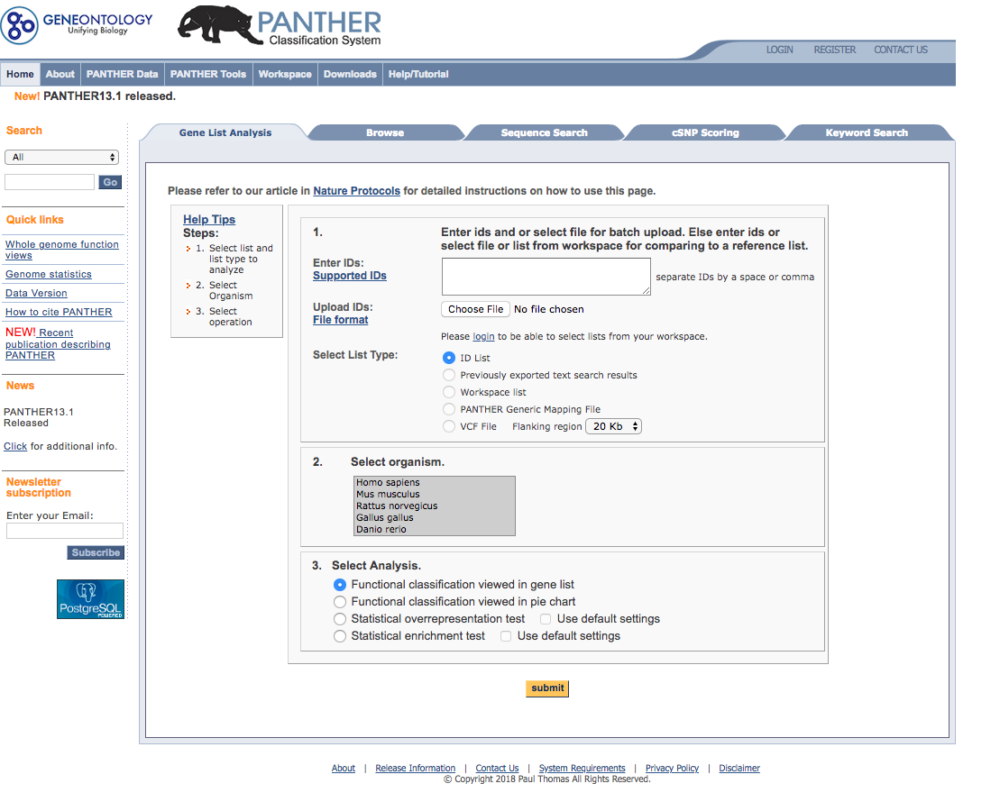 GENEONTOLOGY
Unifying Biology
PANTHER
Classification System
LOGIN REGISTER CONTACT US
Home About PANTHER Data PANTHER Tools Workspace Downloads Help/Tutorial
New! PANTHER13.1 released.
Search
All
Go
Quick links
Whole genome function
views
Genome statistics
Data Version
How to cite PANTHER
NEW! Recent
publication describing
PANTHER
News
PANTHER13.1
Released
Click for additional info.
Newsletter
subscription
Enter your Email:
Subscribe
PostgreSQL
POWERED
Gene List Analysis Browse Sequence Search cSNP Scoring Keyword Search
Please refer to our article in Nature Protocols for detailed instructions on how to use this page.
Help Tips
Steps:
1. Select list and
list type to
analyze
2. Select
Organism
3. Select
operation
1. Enter ids and or select file for batch upload. Else enter ids or
select file or list from workspace for comparing to a reference list.
Enter IDs:
Supported IDs
separate IDs by a space or comma
Upload IDs:
File format
Choose File No file chosen
Please login to be able to select lists from your workspace.
Select List Type:
ID List
Previously exported text search results
Workspace list
PANTHER Generic Mapping File
VCF File Flanking region 20 Kb
2. Select organism.
Homo sapiens
Mus musculus
Rattus norvegicus
Gallus gallus
Danio rerio
3. Select Analysis.
Functional classification viewed in gene list
Functional classification viewed in pie chart
Statistical overrepresentation test Use default settings
Statistical enrichment test Use default settings
submit
About | Release Information | Contact Us | System Requirements | Privacy Policy | Disclaimer
© Copyright 2018 Paul Thomas All Rights Reserved.